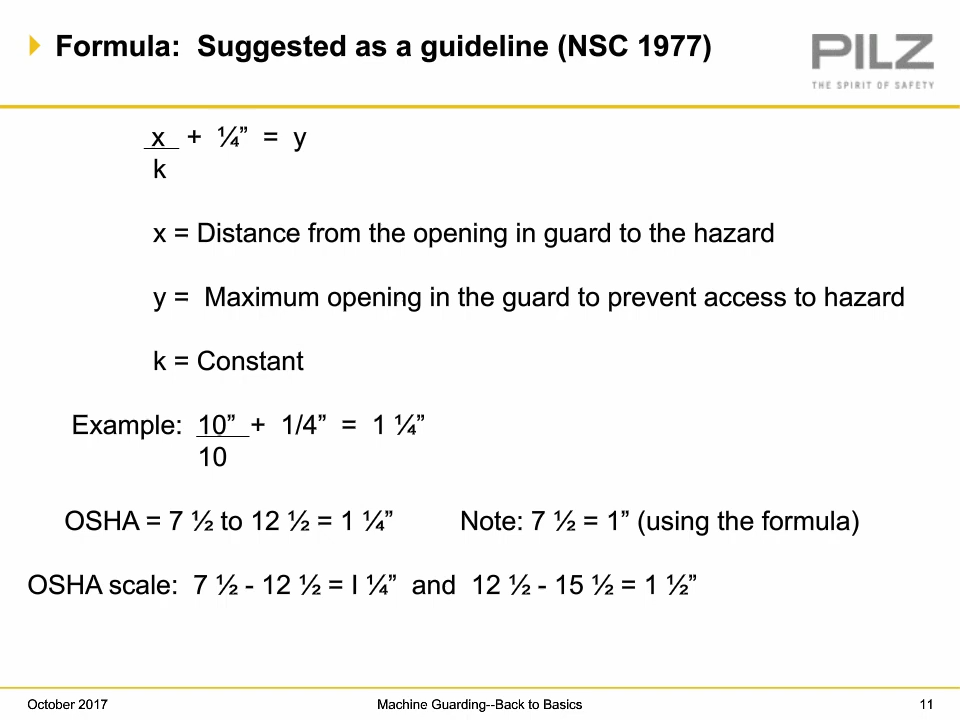 Formula: Suggested as a guideline (NSC 1977)
PILZ
THE SPIRIT OF SAFETY
x + ¼” = y
k
x = Distance from the opening in guard to the hazard
y = Maximum opening in the guard to prevent access to hazard
k = Constant
Example: 10” + 1/4” = 1 ¼”
10
OSHA = 7 ½ to 12 ½ = 1 ¼” Note: 7 ½ = 1” (using the formula)
OSHA scale: 7 ½ - 12 ½ = I ¼” and 12 ½ - 15 ½ = 1 ½”
October 2017 Machine Guarding--Back to Basics 11